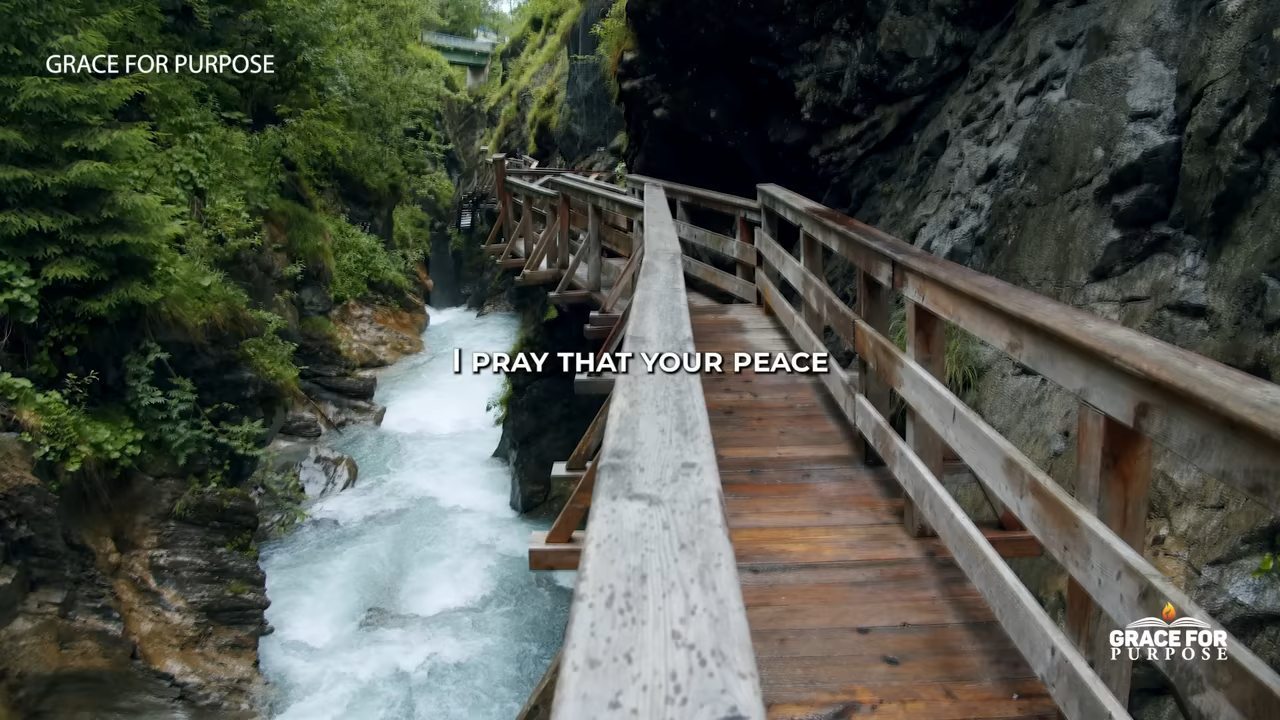 GRACE FOR PURPOSE
I PRAY THAT YOUR PEACE
GRACE FOR
PURPOSE